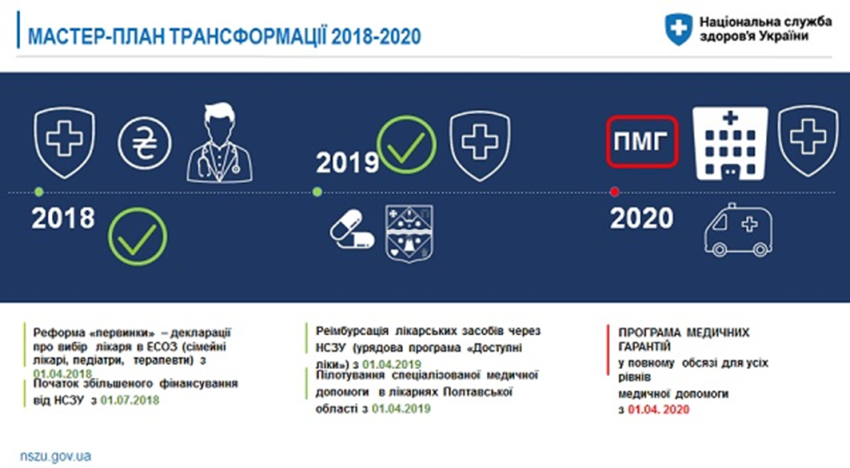 МАСТЕР-ПЛАН ТРАНСФОРМАЦІЇ 2018-2020
Національна служба
здоров'я України
2018
2019
ПМГ
2020
Реформа «первинки» – декларації
про вибір лікаря в ЕСОЗ (сімейні
лікарі, педіатри, терапевти) з
01.04.2018
Початок збільшеного фінансування
від НСЗУ з 01.07.2018
Реімбурсація лікарських засобів через
НСЗУ (урядова програма «Доступні
ліки») з 01.04.2019
Пілотування спеціалізованої медичної
допомоги в лікарнях Полтавської
області з 01.04.2019
ПРОГРАМА МЕДИЧНИХ
ГАРАНТІЙ
у повному обсязі для усіх
рівнів
медичної допомоги
з 01.04. 2020
nszu.gov.ua